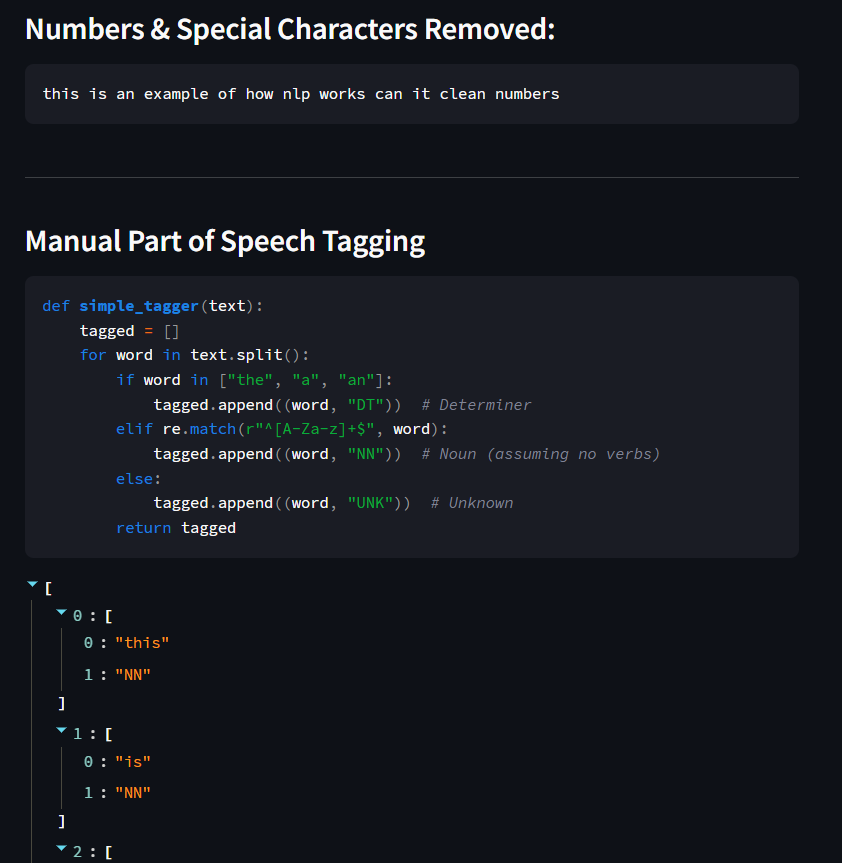 Numbers & Special Characters Removed:
this is an example of how nlp works can it clean numbers
Manual Part of Speech Tagging
def simple_tagger(text):
    tagged = []
    for word in text.split():
        if word in ["the", "a", "an"]:
            tagged.append((word, "DT"))  # Determiner
        elif re.match(r"^[A-Za-z]+$", word):
            tagged.append((word, "NN"))  # Noun (assuming no verbs)
        else:
            tagged.append((word, "UNK"))  # Unknown
        return tagged
[
0 : [
0 : "this"
1 : "NN"
]
1 : [
0 : "is"
1 : "NN"
]
2 : [